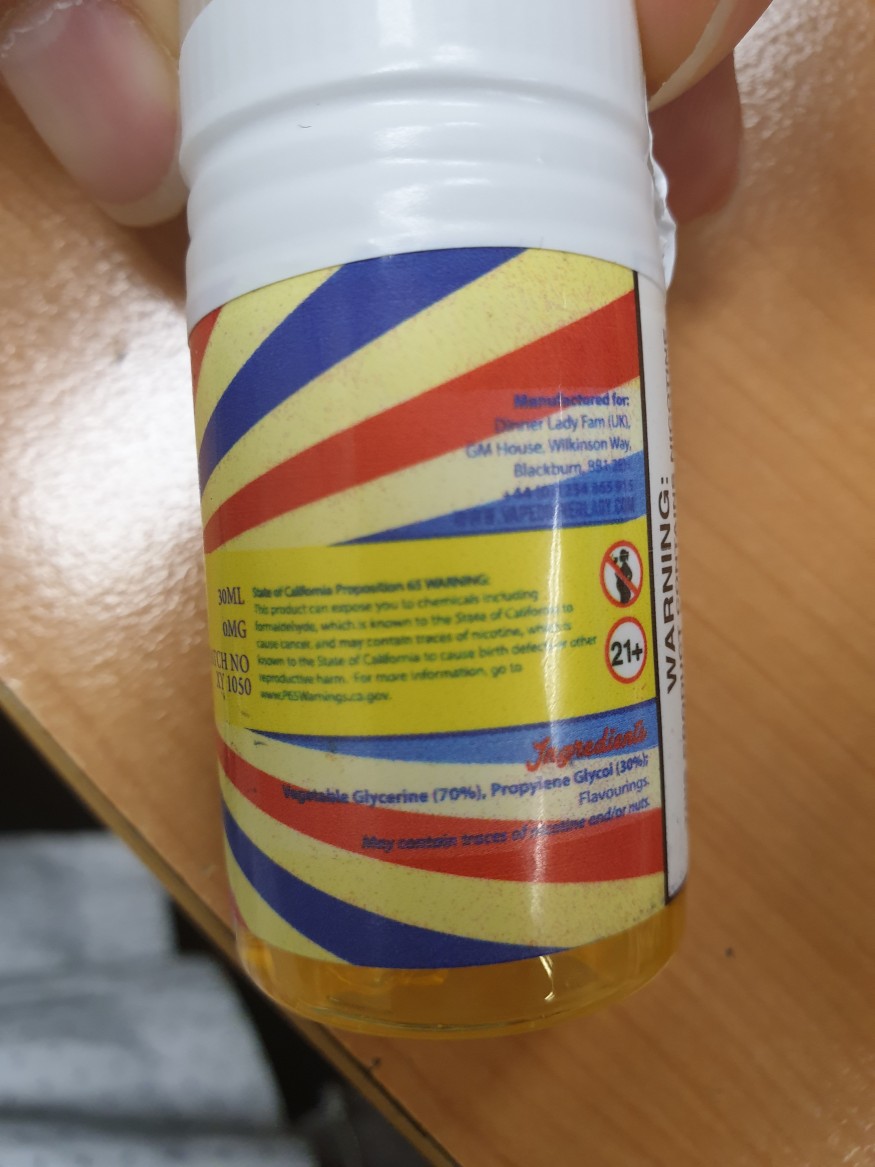 Manufactured for:
Dinner Lady Fam (UK),
GM House, Wilkinson Way,
Blackburn, BB1
WWW.VAPEDINNERLADY.COM
30ML
0MG
NO
XY 1050
State of California Proposition 65 WARNING:
This product can expose you to chemicals including
formaldehyde, which is known to the State of California to
cause cancer, and may contain traces of nicotine, which is
known to the State of California to cause birth defects or other
reproductive harm. For more information, go to
www.P65Warnings.ca.gov.
21+
Ingredients
Vegetable Glycerine (70%), Propylene Glycol (30%);
Flavourings.
May contain traces of nicotine and/or nuts.
WARNING: